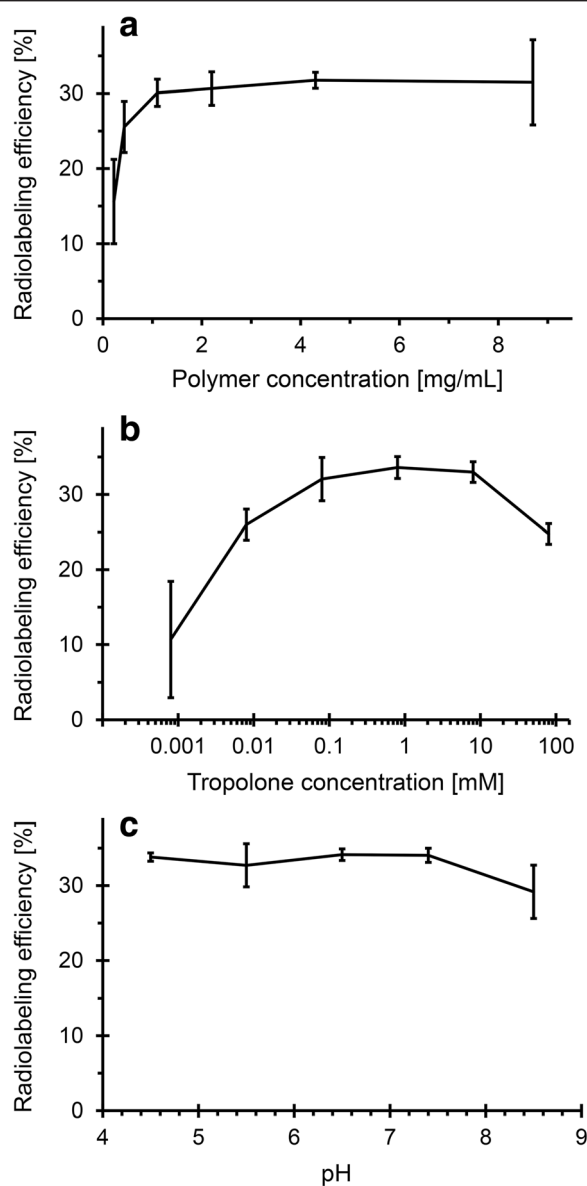 a
Radiolabeling efficiency [%]
30
20
10
0
0 2 4 6 8
Polymer concentration [mg/mL]
b
Radiolabeling efficiency [%]
30
20
10
0
0.001 0.01 0.1 1 10 100
Tropolone concentration [mM]
c
Radiolabeling efficiency [%]
30
20
10
0
4 5 6 7 8 9
pH